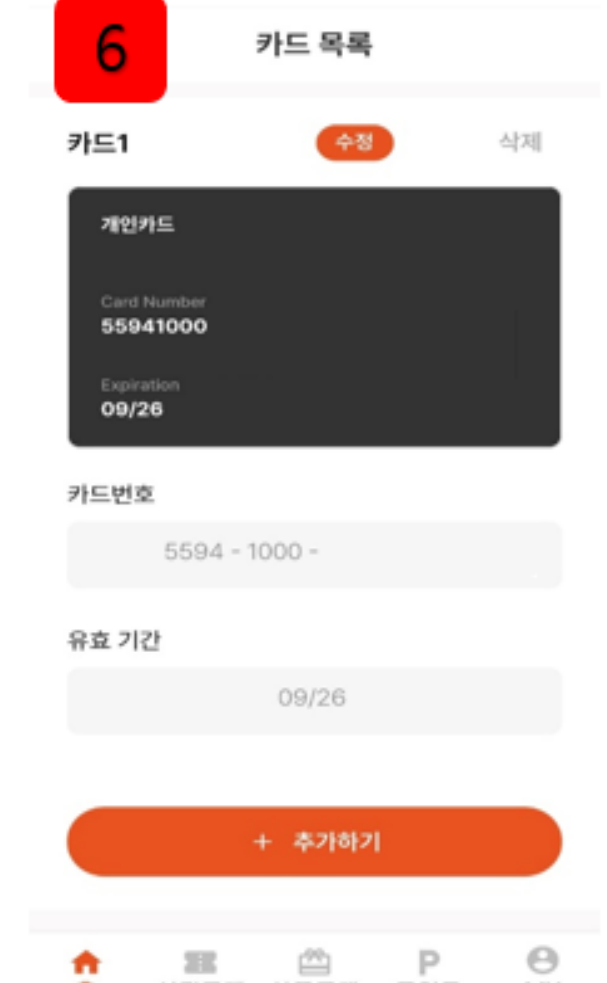 6
카드 목록
카드1 수정 삭제
개인카드
Card Number
55941000
Expiration
09/26
카드번호
5594 - 1000 -
유효 기간
09/26
+ 추가하기
P